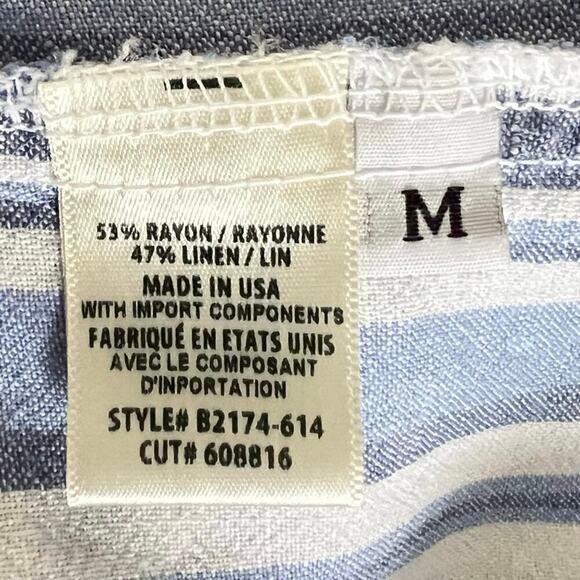 53% RAYON / RAYONNE
47% LINEN / LIN
MADE IN USA
WITH IMPORT COMPONENTS
FABRIQUÉ EN ETATS UNIS
AVEC LE COMPOSANT
D'INPORTATION
STYLE# B2174-614
CUT# 608816
M